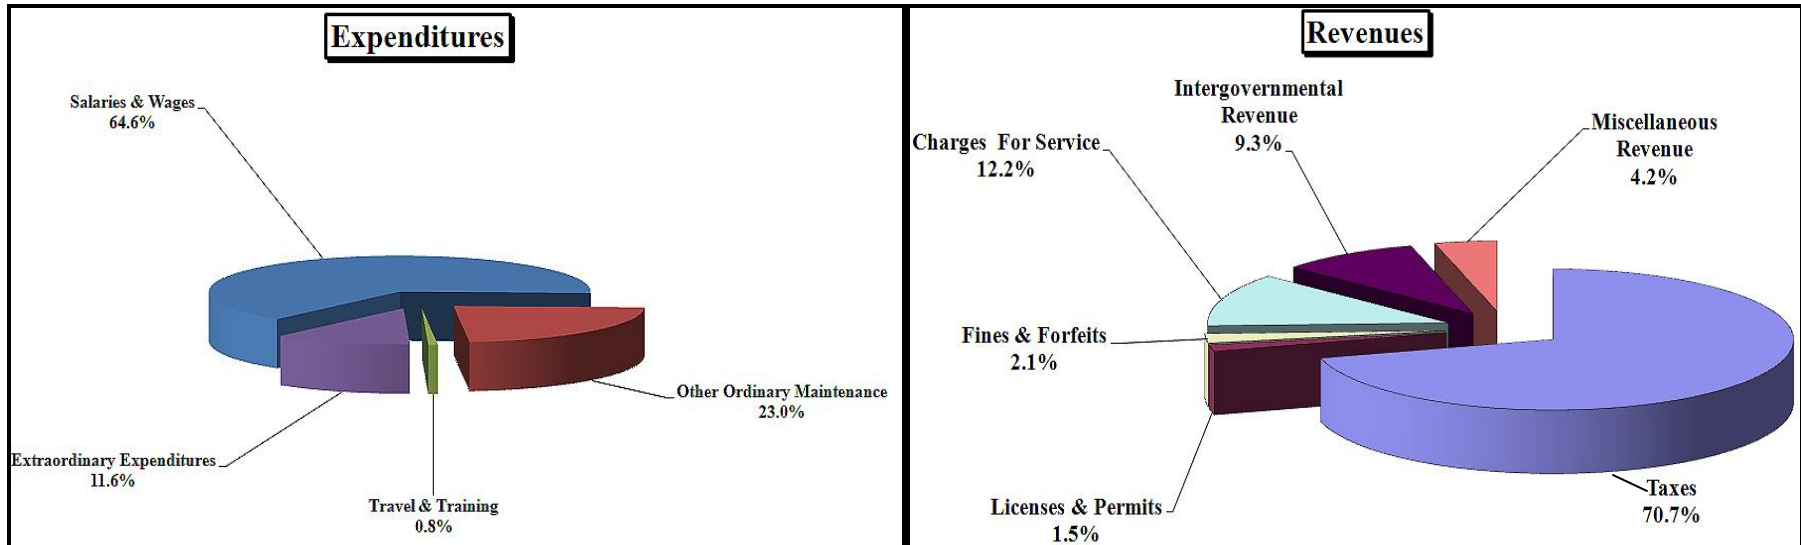 Expenditures
Salaries & Wages
64.6%
Other Ordinary Maintenance
23.0%
Extraordinary Expenditures
11.6%
Travel & Training
0.8%
Revenues
Intergovernmental
Revenue
9.3%
Miscellaneous
Revenue
4.2%
Charges For Service
12.2%
Fines & Forfeits
2.1%
Licenses & Permits
1.5%
Taxes
70.7%